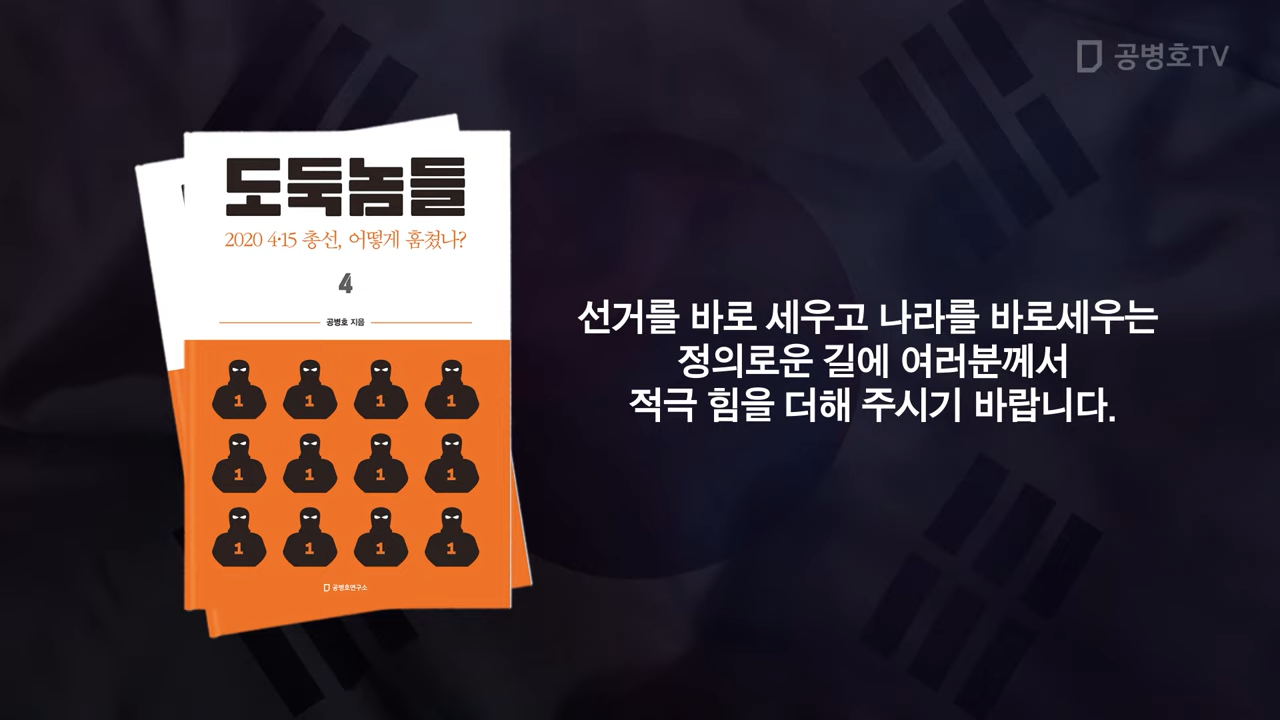 공병호TV
도둑놈들
2020 4·15 총선, 어떻게 훔쳤나?
4
공병호 지음
1 1 1 1
1 1 1 1
1 1 1 1
공병호연구소
선거를 바로 세우고 나라를 바로세우는
정의로운 길에 여러분께서
적극 힘을 더해 주시기 바랍니다.